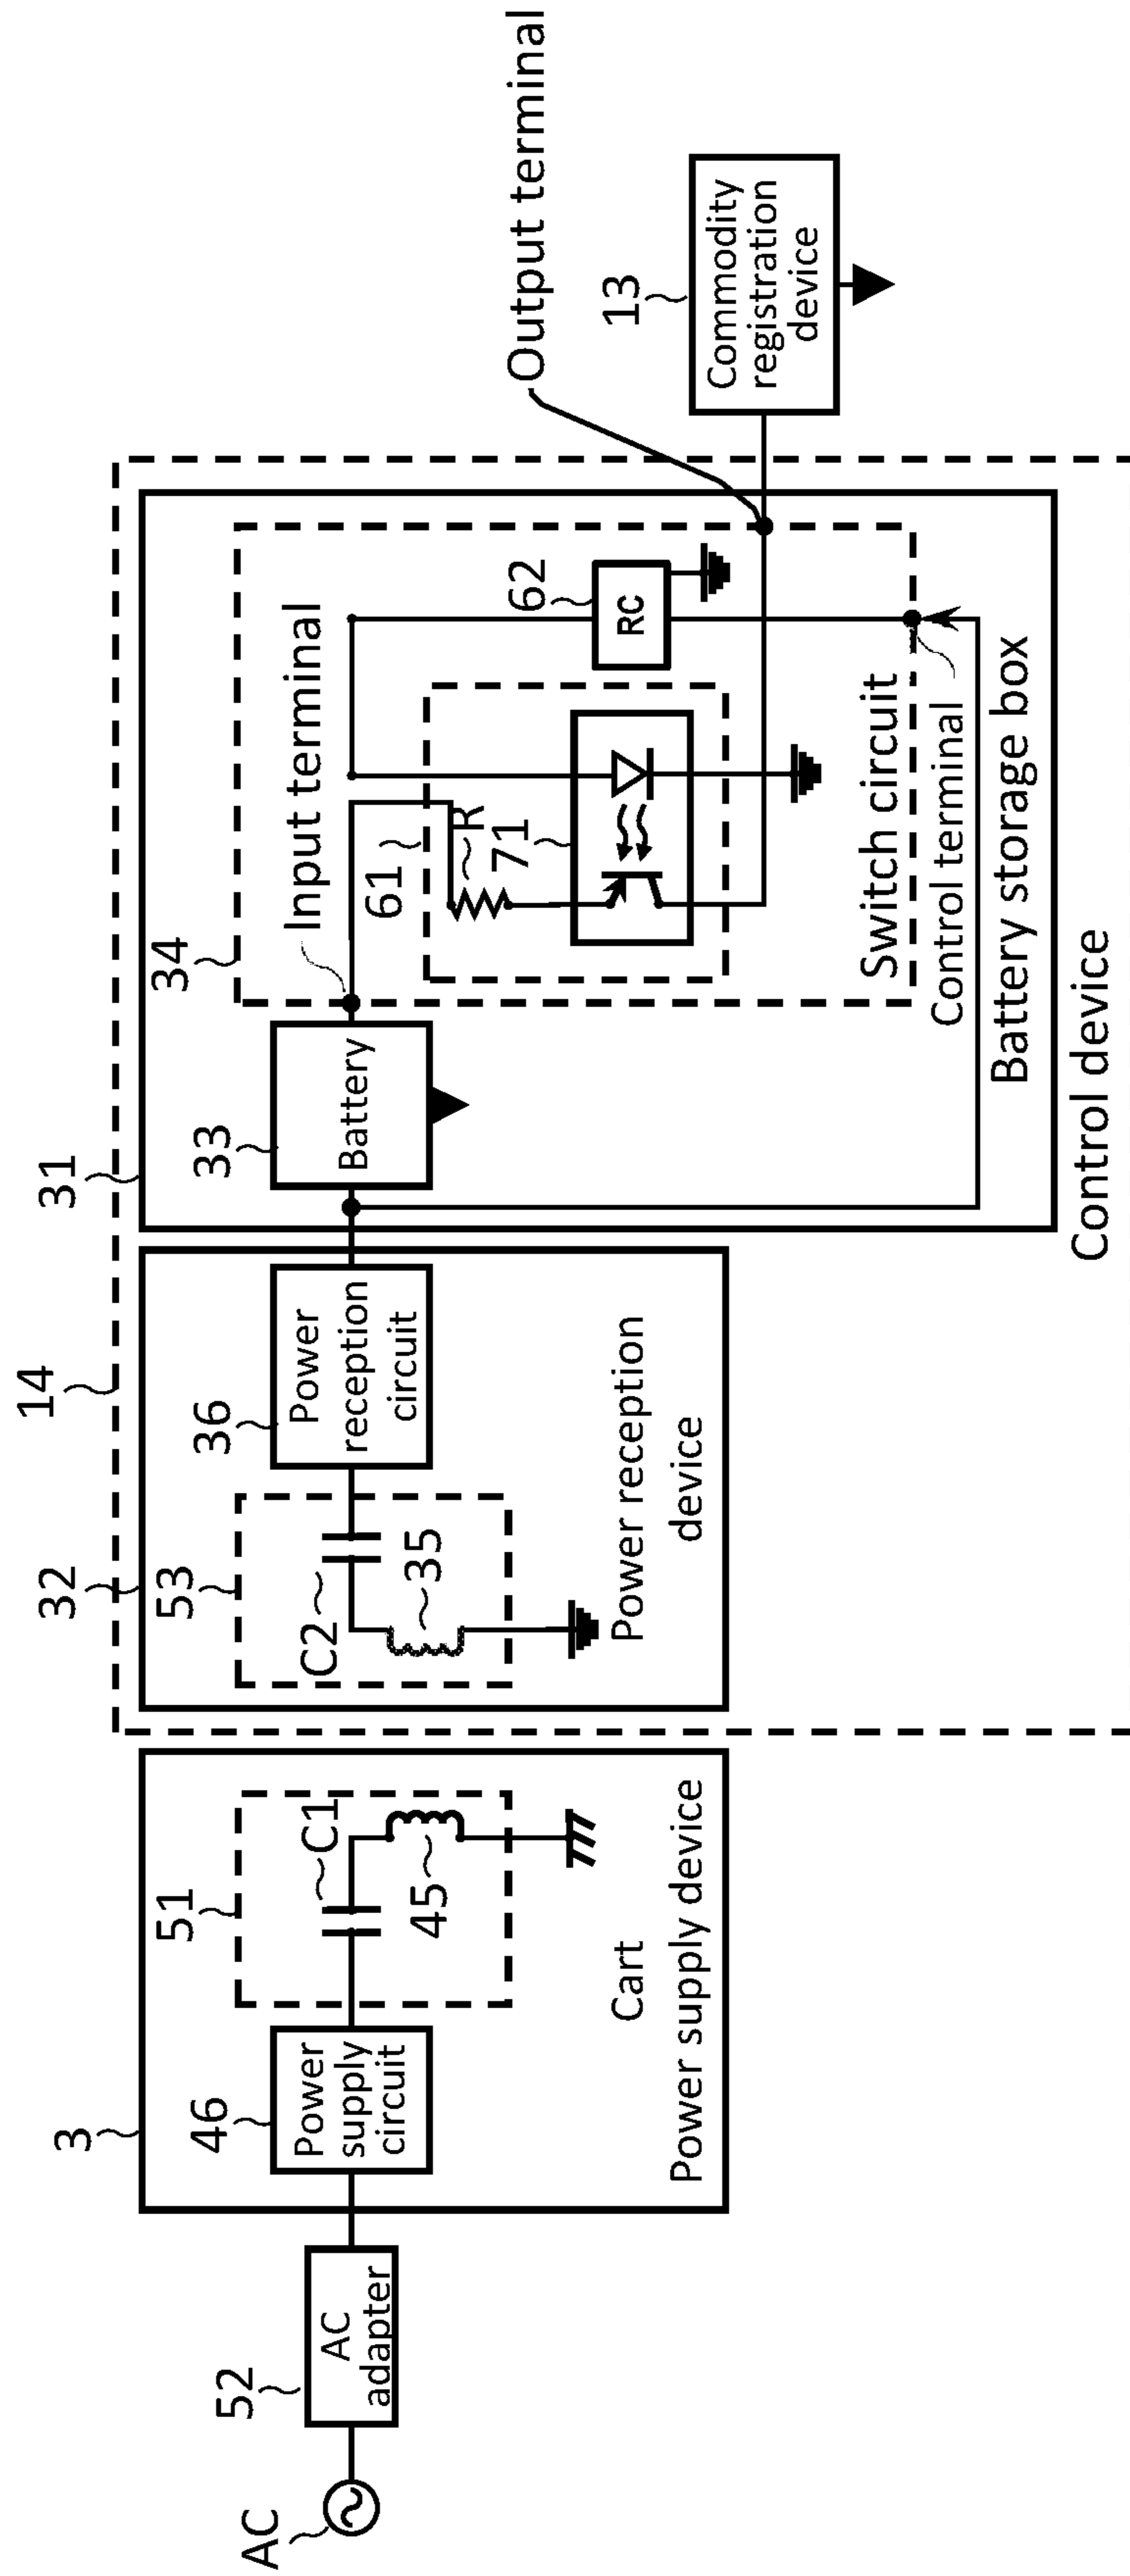 AC
52
AC
adapter
3
46
Power
supply
circuit
51
C1
45
Cart
Power supply device
14
32
53
C2
35
36
Power
reception
circuit
Power reception
device
31
33
Battery
34
Input terminal
61
R
71
62
RC
Switch circuit
Control terminal
Battery storage box
Control device
Output terminal
13
Commodity
registration
device